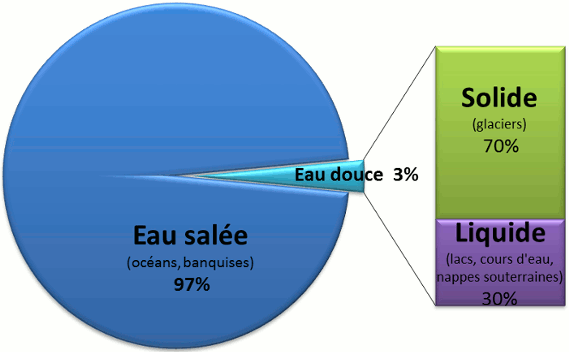 Eau salée
(océans, banquises)
97%
Eau douce 3%
Solide
(glaciers)
70%
Liquide
(lacs, cours d'eau,
nappes souterraines)
30%